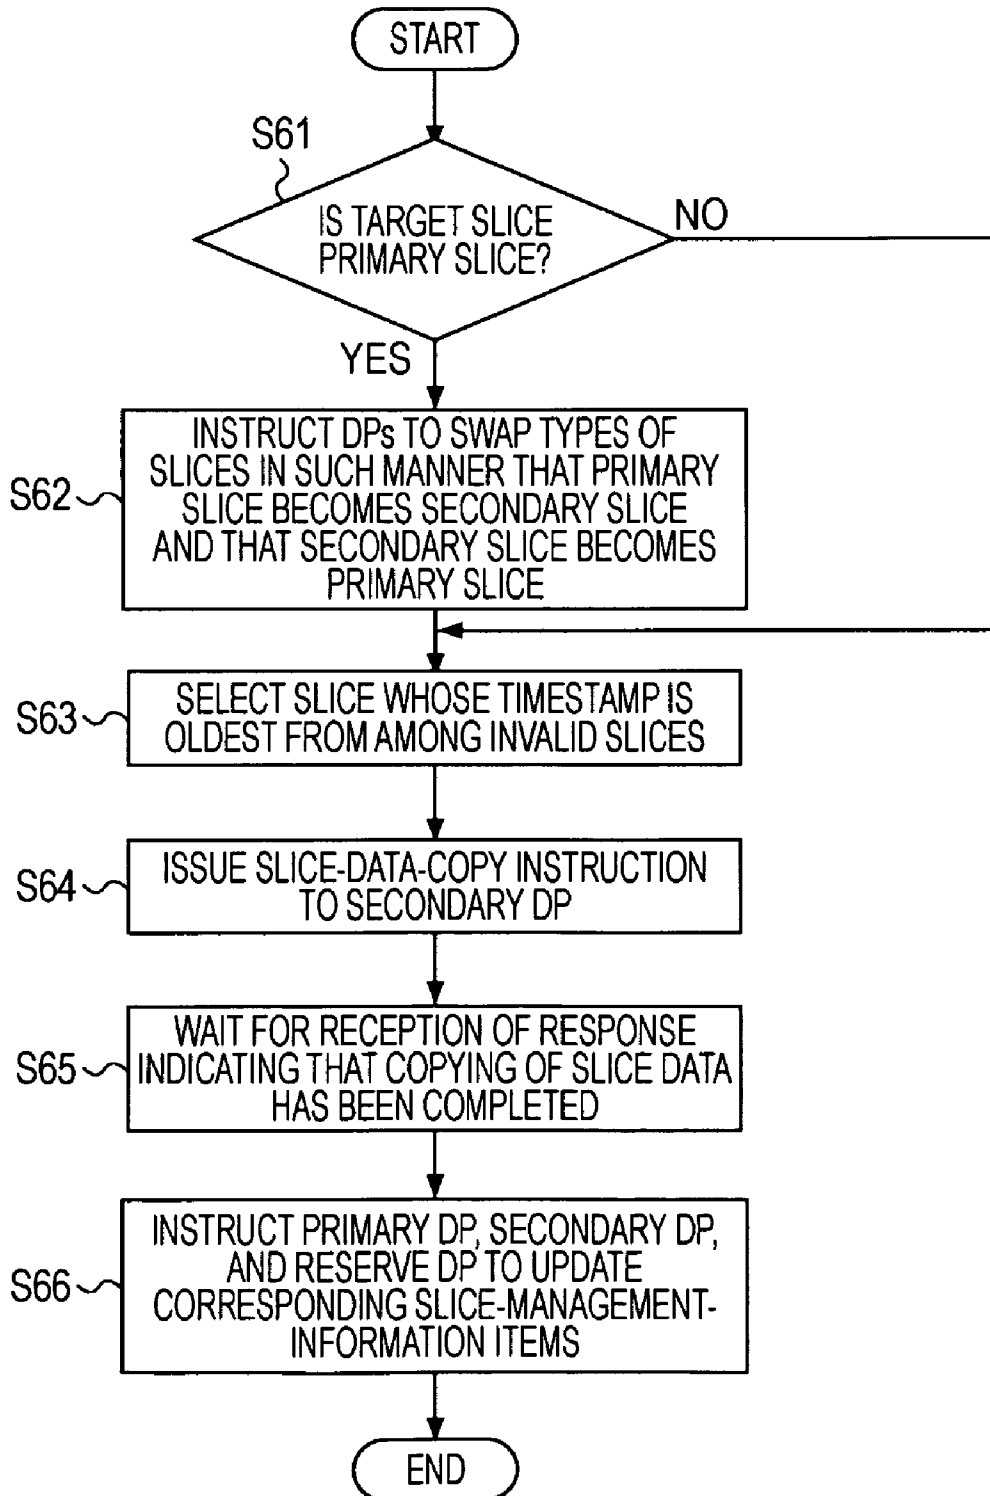 START
S61
IS TARGET SLICE
PRIMARY SLICE?
NO
YES
S62
INSTRUCT DPs TO SWAP TYPES OF
SLICES IN SUCH MANNER THAT PRIMARY
SLICE BECOMES SECONDARY SLICE
AND THAT SECONDARY SLICE BECOMES
PRIMARY SLICE
S63
SELECT SLICE WHOSE TIMESTAMP IS
OLDEST FROM AMONG INVALID SLICES
S64
ISSUE SLICE-DATA-COPY INSTRUCTION
TO SECONDARY DP
S65
WAIT FOR RECEPTION OF RESPONSE
INDICATING THAT COPYING OF SLICE DATA
HAS BEEN COMPLETED
S66
INSTRUCT PRIMARY DP, SECONDARY DP,
AND RESERVE DP TO UPDATE
CORRESPONDING SLICE-MANAGEMENT-
INFORMATION ITEMS
END